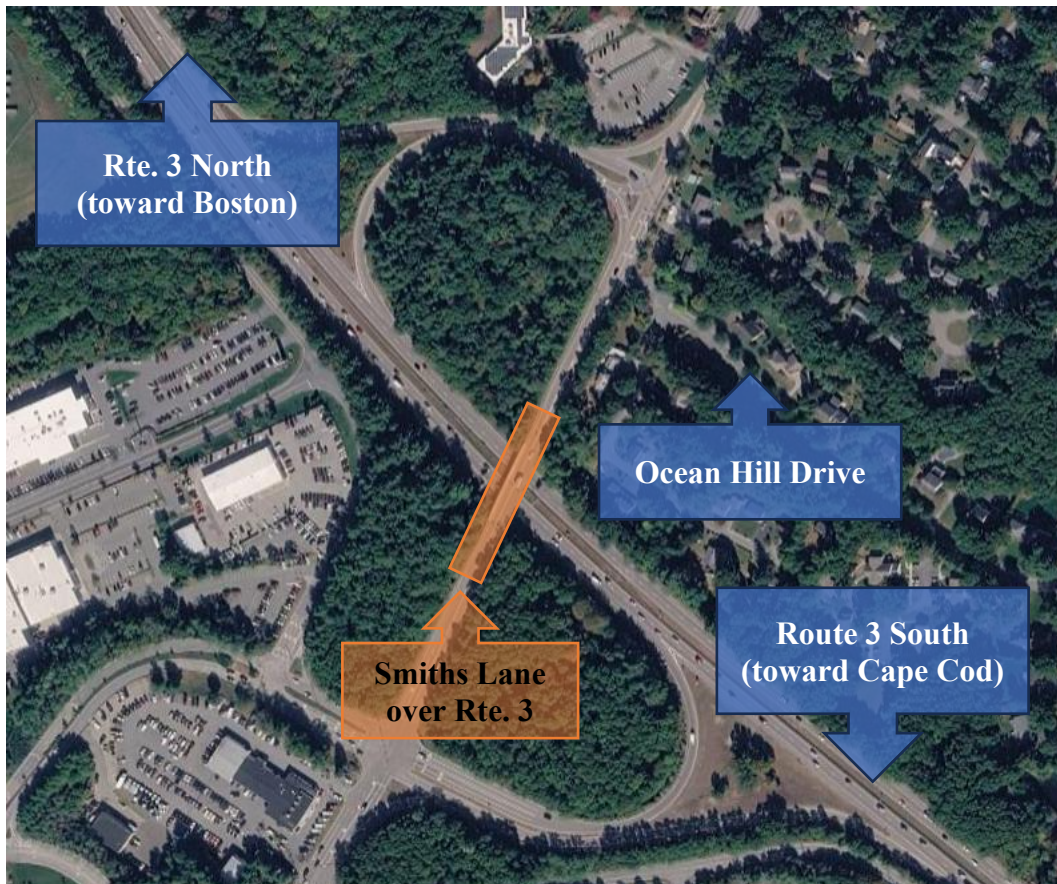 Rte. 3 North
(toward Boston)
Ocean Hill Drive
Route 3 South
(toward Cape Cod)
Smiths Lane
over Rte. 3